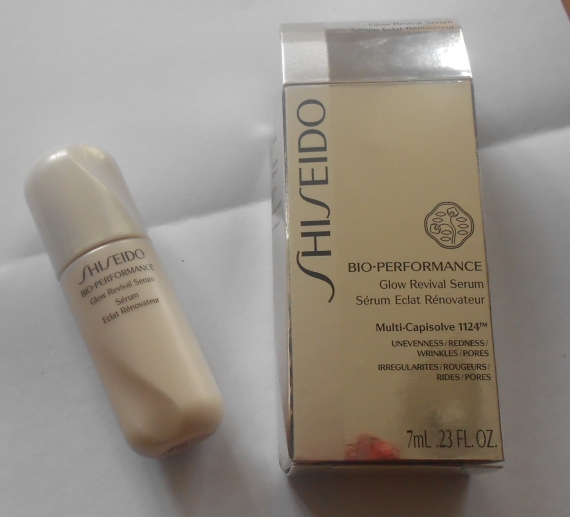 SHISEIDO
BIO-PERFORMANCE
Glow Revival Serum
Sérum
Eclat Rénovateur
Glow Revival Serum
Sérum Eclat Rénovateur
SHISEIDO
BIO-PERFORMANCE
Glow Revival Serum
Sérum Eclat Rénovateur
Multi-Capisolve 1124™
UNEVENNESS/REDNESS/
WRINKLES/PORES
IRREGULARITES/ROUGEURS/
RIDES/PORES
7mL .23 FL. OZ.